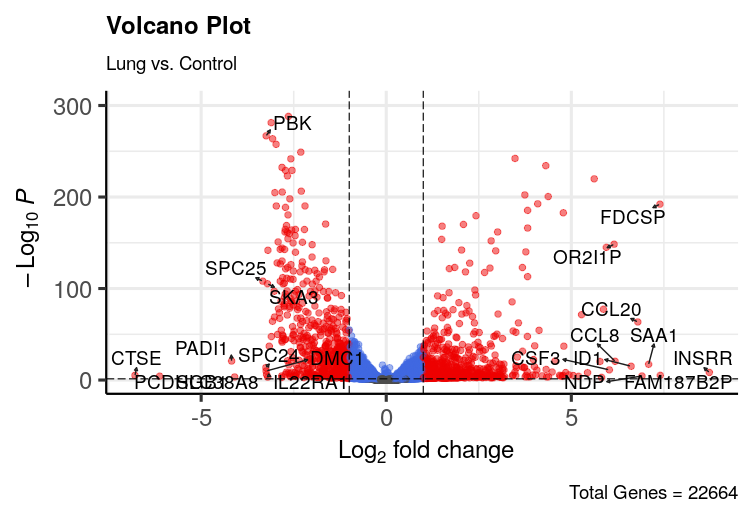 Volcano Plot
Lung vs. Control
300
200
100
0
−Log10 P
PBK
FDCSP
OR2I1P
SPC25
SKA3
CCL20
CCL8
SAA1
PADI1
SPC24
DMC1
CSF3
ID1
INSRR
CTSE
IL22RA1
NDP
FAM187B2P
-5
0
5
Log2 fold change
Total Genes = 22664